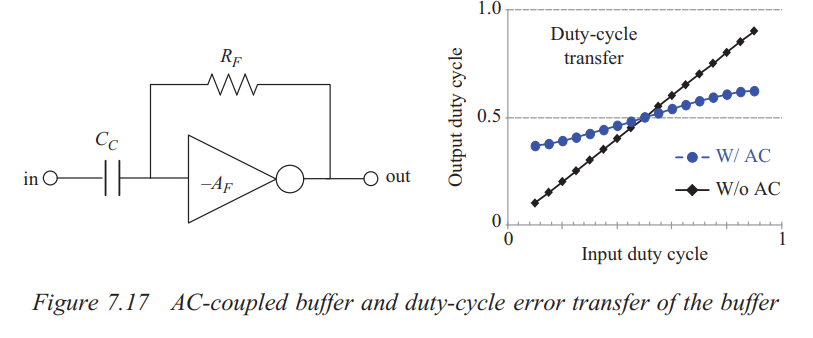 R_F
C_C
in
–A_F
out
1.0
Duty-cycle
transfer
Output duty cycle
0.5
W/ AC
W/o AC
0
0
1
Input duty cycle
Figure 7.17 AC-coupled buffer and duty-cycle error transfer of the buffer